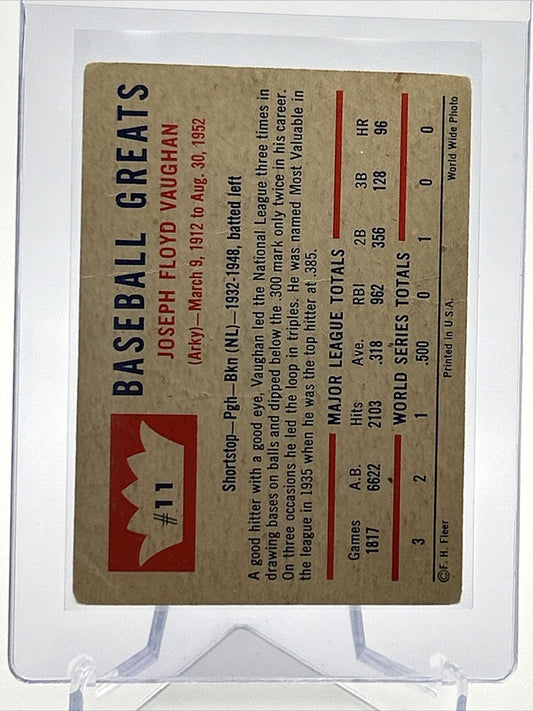 #11
BASEBALL GREATS
JOSEPH FLOYD VAUGHAN
(Arky)—March 9, 1912 to Aug. 30, 1952
Shortstop—Pgh—Bkn (NL)—1932-1948, batted left
A good hitter with a good eye, Vaughan led the National League three times in
drawing bases on balls and dipped below the .300 mark only twice in his career.
On three occasions he led the loop in triples. He was named Most Valuable in
the league in 1935 when he was the top hitter at .385.
MAJOR LEAGUE TOTALS
Games A.B. Hits Ave. RBI 2B 3B HR
1817 6622 2103 .318 962 356 128 96
WORLD SERIES TOTALS
3 2 1 .500 0 1 0 0
©F. H. Fleer Printed in U.S.A. World Wide Photo